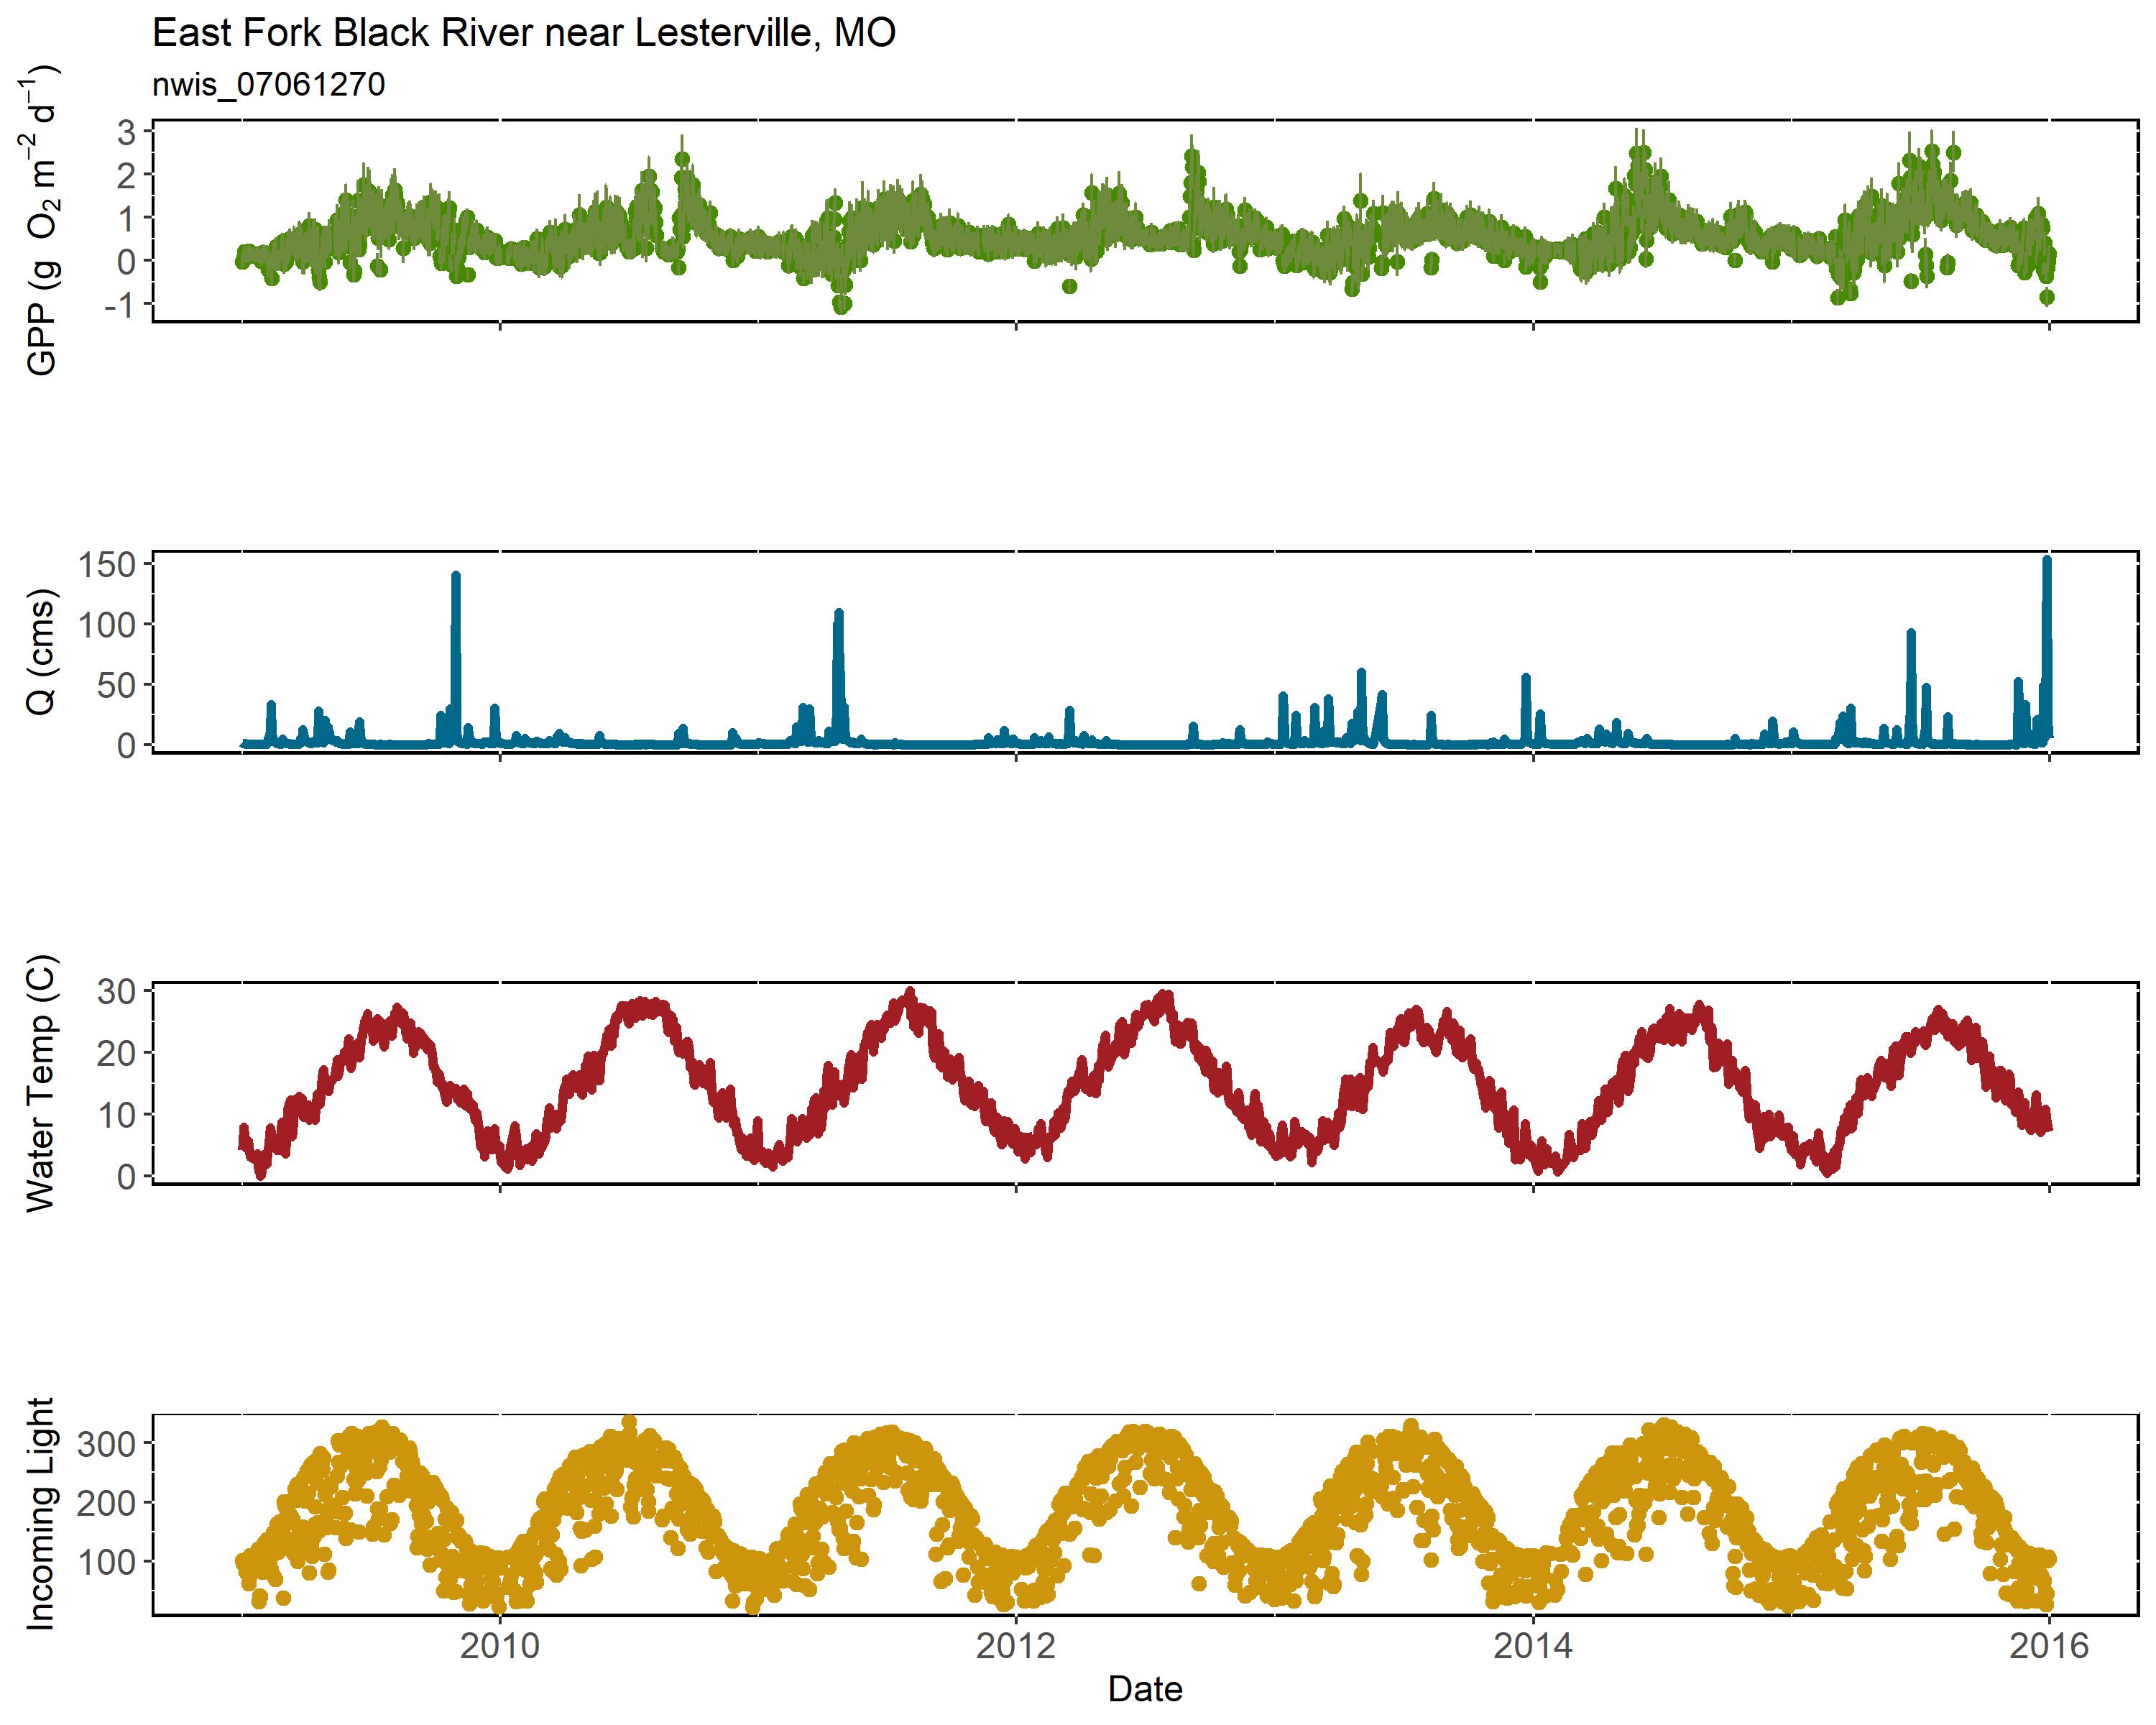 East Fork Black River near Lesterville, MO
nwis_07061270
GPP (g O₂ m⁻² d⁻¹)
3
2
1
0
-1
Q (cms)
150
100
50
0
Water Temp (C)
30
20
10
0
Incoming Light
300
200
100
2010 2012 2014 2016
Date